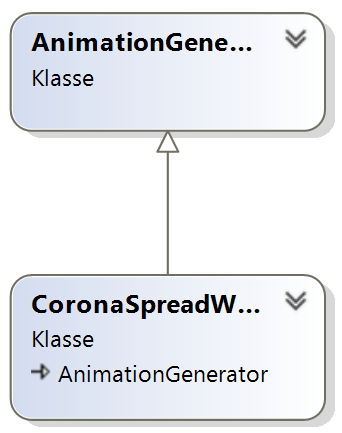 AnimationGene...
Klasse
CoronaSpreadW...
Klasse
AnimationGenerator